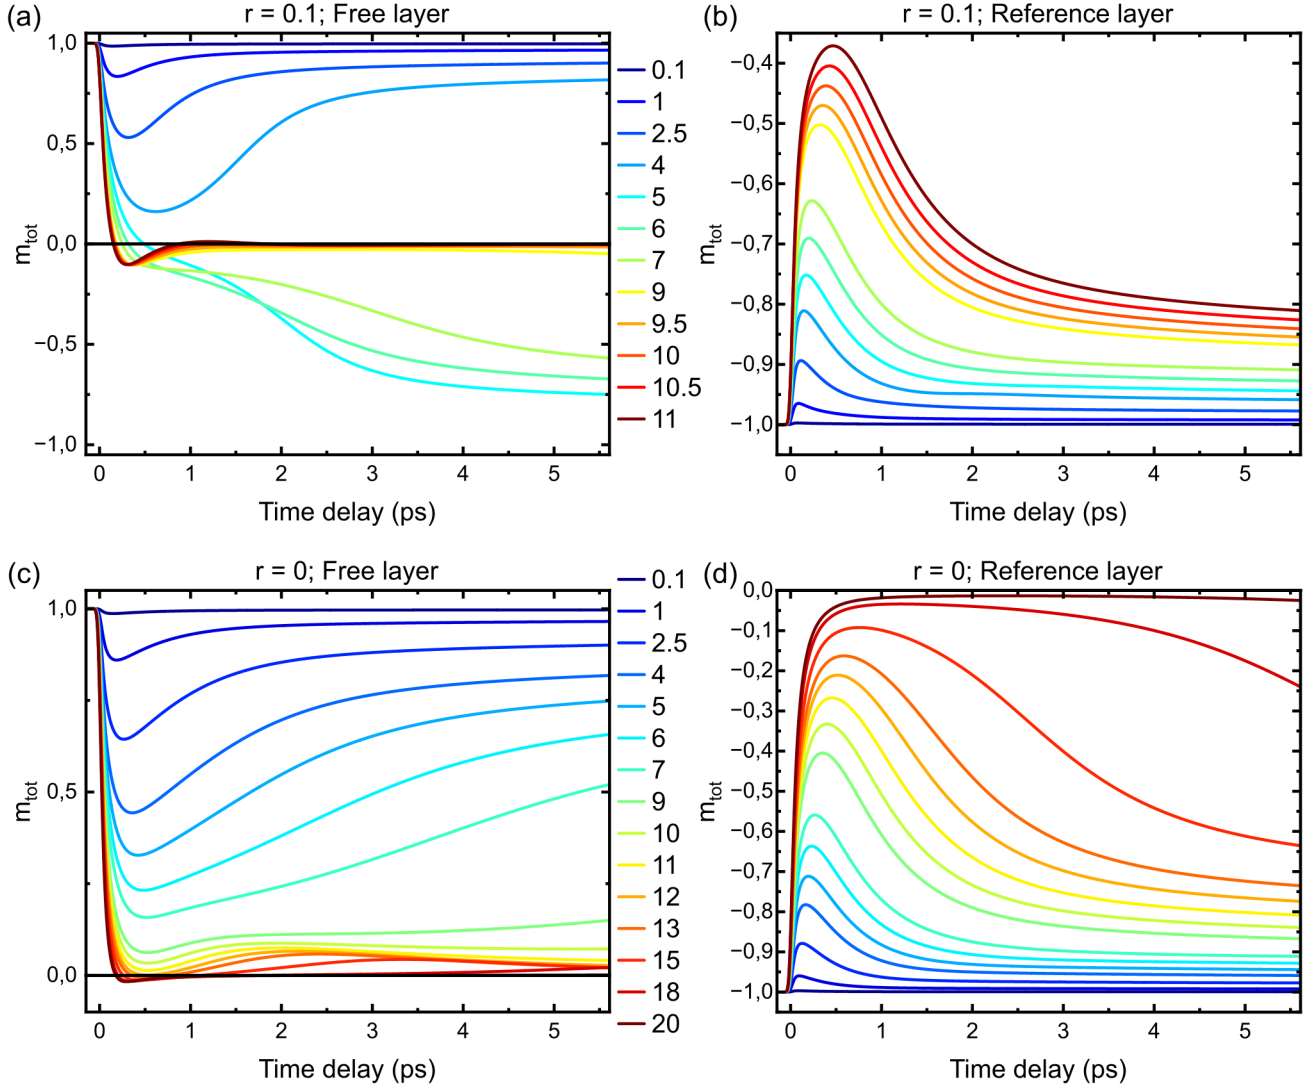 (a)
r = 0.1; Free layer
1,0
0,5
0,0
−0,5
−1,0
m_tot
0 1 2 3 4 5
Time delay (ps)
0.1
1
2.5
4
5
6
7
9
9.5
10
10.5
11
(b)
r = 0.1; Reference layer
−0,4
−0,5
−0,6
−0,7
−0,8
−0,9
−1,0
m_tot
0 1 2 3 4 5
Time delay (ps)
(c)
r = 0; Free layer
1,0
0,5
0,0
m_tot
0 1 2 3 4 5
Time delay (ps)
0.1
1
2.5
4
5
6
7
9
10
11
12
13
15
18
20
(d)
r = 0; Reference layer
0,0
−0,1
−0,2
−0,3
−0,4
−0,5
−0,6
−0,7
−0,8
−0,9
−1,0
m_tot
0 1 2 3 4 5
Time delay (ps)